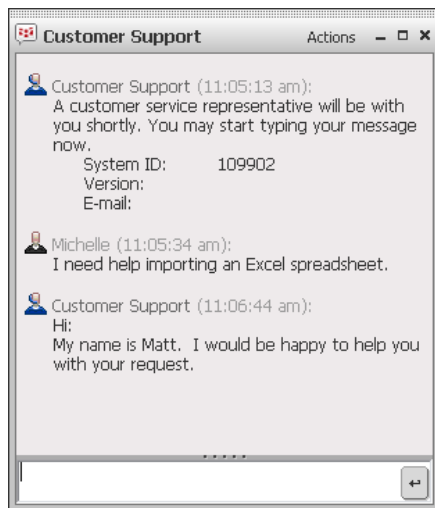 Customer Support Actions
Customer Support (11:05:13 am):
A customer service representative will be with
you shortly. You may start typing your message
now.
System ID: 109902
Version:
E-mail:
Michelle (11:05:34 am):
I need help importing an Excel spreadsheet.
Customer Support (11:06:44 am):
Hi:
My name is Matt. I would be happy to help you
with your request.